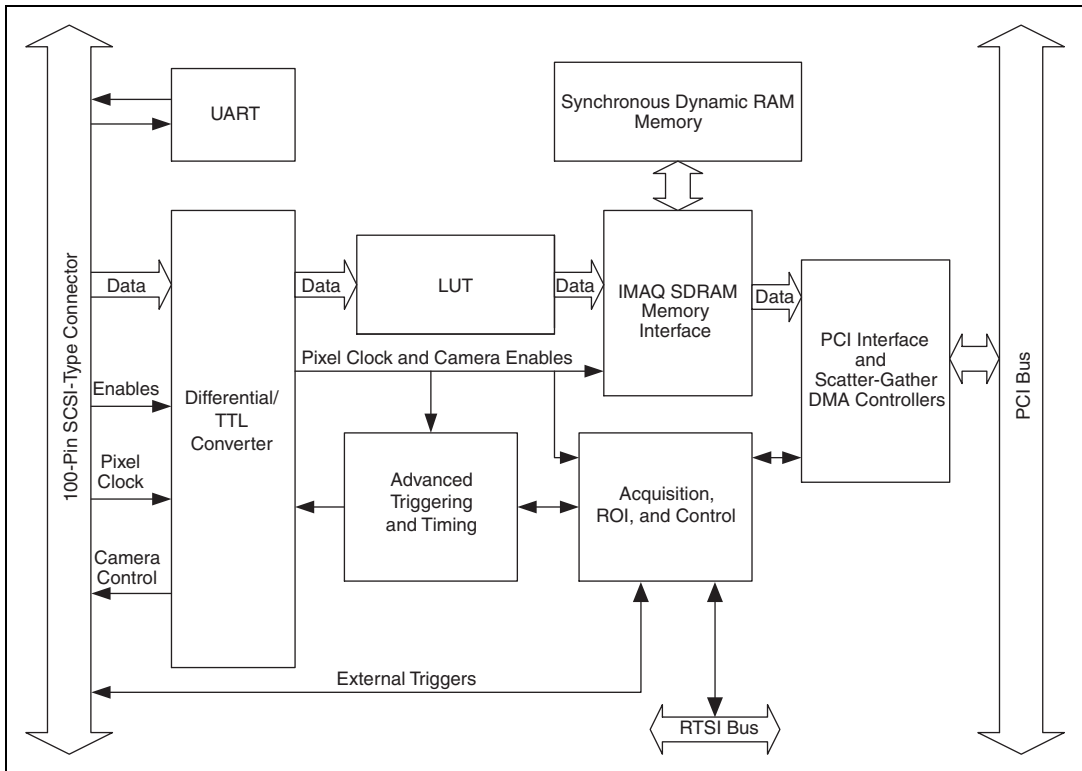 UART
Synchronous Dynamic RAM
Memory
100-Pin SCSI-Type Connector
Data
Enables
Pixel
Clock
Camera
Control
Differential/
TTL
Converter
Data
LUT
Data
IMAQ SDRAM
Memory
Interface
Data
PCI Interface
and
Scatter-Gather
DMA Controllers
PCI Bus
Pixel Clock and Camera Enables
Advanced
Triggering
and Timing
Acquisition,
ROI, and Control
External Triggers
RTSI Bus